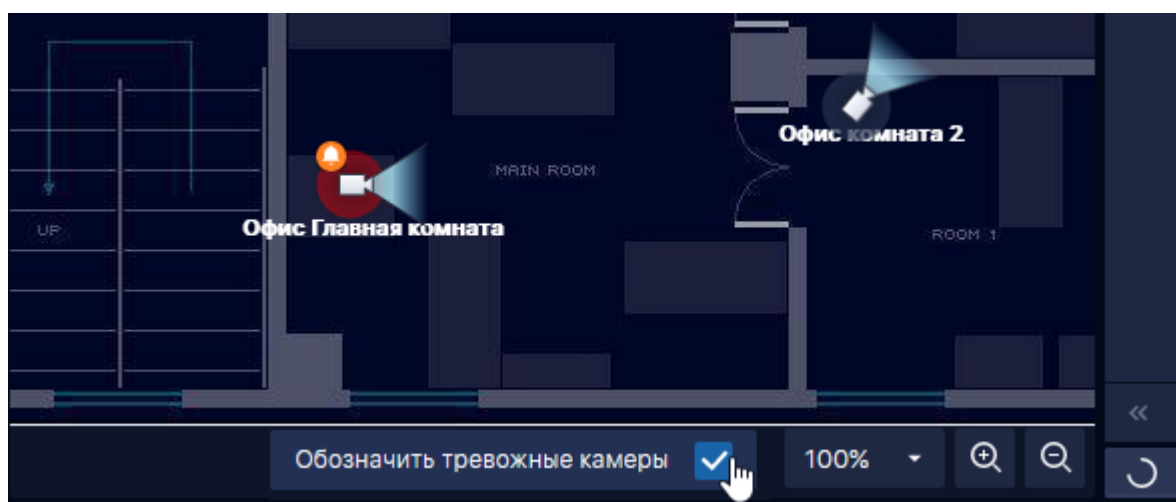 Офис комната 2
MAIN ROOM
Офис Главная комната
UP
ROOM 1
Обозначить тревожные камеры
100%